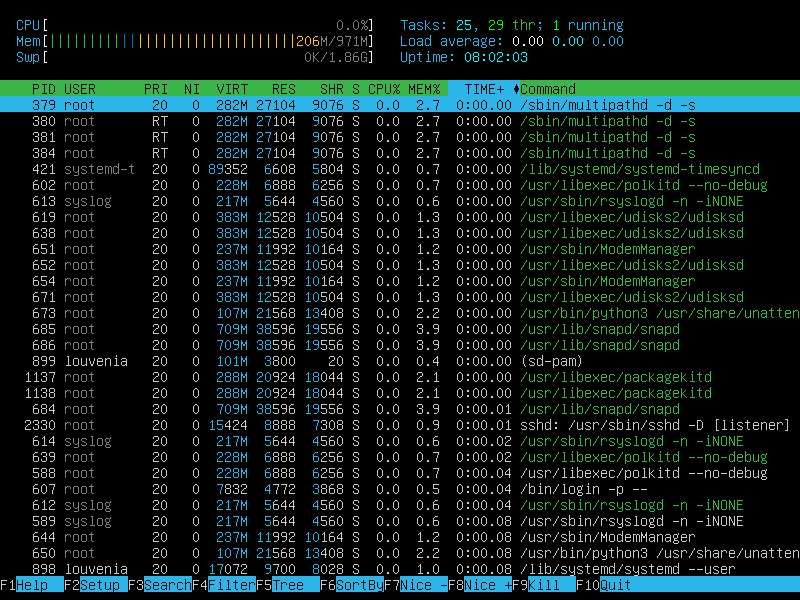 CPU[ 0.0%] Tasks: 25, 29 thr; 1 running
Mem[||||||||||||||||||||||||||||||||206M/971M] Load average: 0.00 0.00 0.00
Swp[ 0K/1.86G] Uptime: 08:02:03
PID USER PRI NI VIRT RES SHR S CPU% MEM% TIME+ Command
379 root 20 0 282M 27104 9076 S 0.0 2.7 0:00.00 /sbin/multipathd -d -s
380 root RT 0 282M 27104 9076 S 0.0 2.7 0:00.00 /sbin/multipathd -d -s
381 root RT 0 282M 27104 9076 S 0.0 2.7 0:00.00 /sbin/multipathd -d -s
384 root RT 0 282M 27104 9076 S 0.0 2.7 0:00.00 /sbin/multipathd -d -s
421 systemd-t 20 0 89352 6608 5804 S 0.0 0.7 0:00.00 /lib/systemd/systemd-timesyncd
602 root 20 0 228M 6888 6256 S 0.0 0.7 0:00.00 /usr/libexec/polkitd --no-debug
613 syslog 20 0 217M 5644 4560 S 0.0 0.6 0:00.00 /usr/sbin/rsyslogd -n -iNONE
619 root 20 0 383M 12528 10504 S 0.0 1.3 0:00.00 /usr/libexec/udisks2/udisksd
638 root 20 0 383M 12528 10504 S 0.0 1.3 0:00.00 /usr/libexec/udisks2/udisksd
651 root 20 0 237M 11992 10164 S 0.0 1.2 0:00.00 /usr/sbin/ModemManager
652 root 20 0 383M 12528 10504 S 0.0 1.3 0:00.00 /usr/libexec/udisks2/udisksd
654 root 20 0 237M 11992 10164 S 0.0 1.2 0:00.00 /usr/sbin/ModemManager
671 root 20 0 383M 12528 10504 S 0.0 1.3 0:00.00 /usr/libexec/udisks2/udisksd
673 root 20 0 107M 21568 13408 S 0.0 2.2 0:00.00 /usr/bin/python3 /usr/share/unatten
685 root 20 0 709M 38596 19556 S 0.0 3.9 0:00.00 /usr/lib/snapd/snapd
686 root 20 0 709M 38596 19556 S 0.0 3.9 0:00.00 /usr/lib/snapd/snapd
899 louvenia 20 0 101M 3800 20 S 0.0 0.4 0:00.00 (sd-pam)
1137 root 20 0 288M 20924 18044 S 0.0 2.1 0:00.00 /usr/libexec/packagekitd
1138 root 20 0 288M 20924 18044 S 0.0 2.1 0:00.00 /usr/libexec/packagekitd
684 root 20 0 709M 38596 19556 S 0.0 3.9 0:00.01 /usr/lib/snapd/snapd
2330 root 20 0 15424 8888 7308 S 0.0 0.9 0:00.01 sshd: /usr/sbin/sshd -D [listener]
614 syslog 20 0 217M 5644 4560 S 0.0 0.6 0:00.02 /usr/sbin/rsyslogd -n -iNONE
639 root 20 0 228M 6888 6256 S 0.0 0.7 0:00.02 /usr/libexec/polkitd --no-debug
588 root 20 0 228M 6888 6256 S 0.0 0.7 0:00.04 /usr/libexec/polkitd --no-debug
607 root 20 0 7832 4772 3868 S 0.0 0.5 0:00.04 /bin/login -p --
612 syslog 20 0 217M 5644 4560 S 0.0 0.6 0:00.04 /usr/sbin/rsyslogd -n -iNONE
589 syslog 20 0 217M 5644 4560 S 0.0 0.6 0:00.08 /usr/sbin/rsyslogd -n -iNONE
644 root 20 0 237M 11992 10164 S 0.0 1.2 0:00.08 /usr/sbin/ModemManager
650 root 20 0 107M 21568 13408 S 0.0 2.2 0:00.08 /usr/bin/python3 /usr/share/unatten
898 louvenia 20 0 17072 9700 8028 S 0.0 1.0 0:00.08 /lib/systemd/systemd --user
F1Help F2Setup F3SearchF4FilterF5Tree F6SortByF7Nice -F8Nice +F9Kill F10Quit